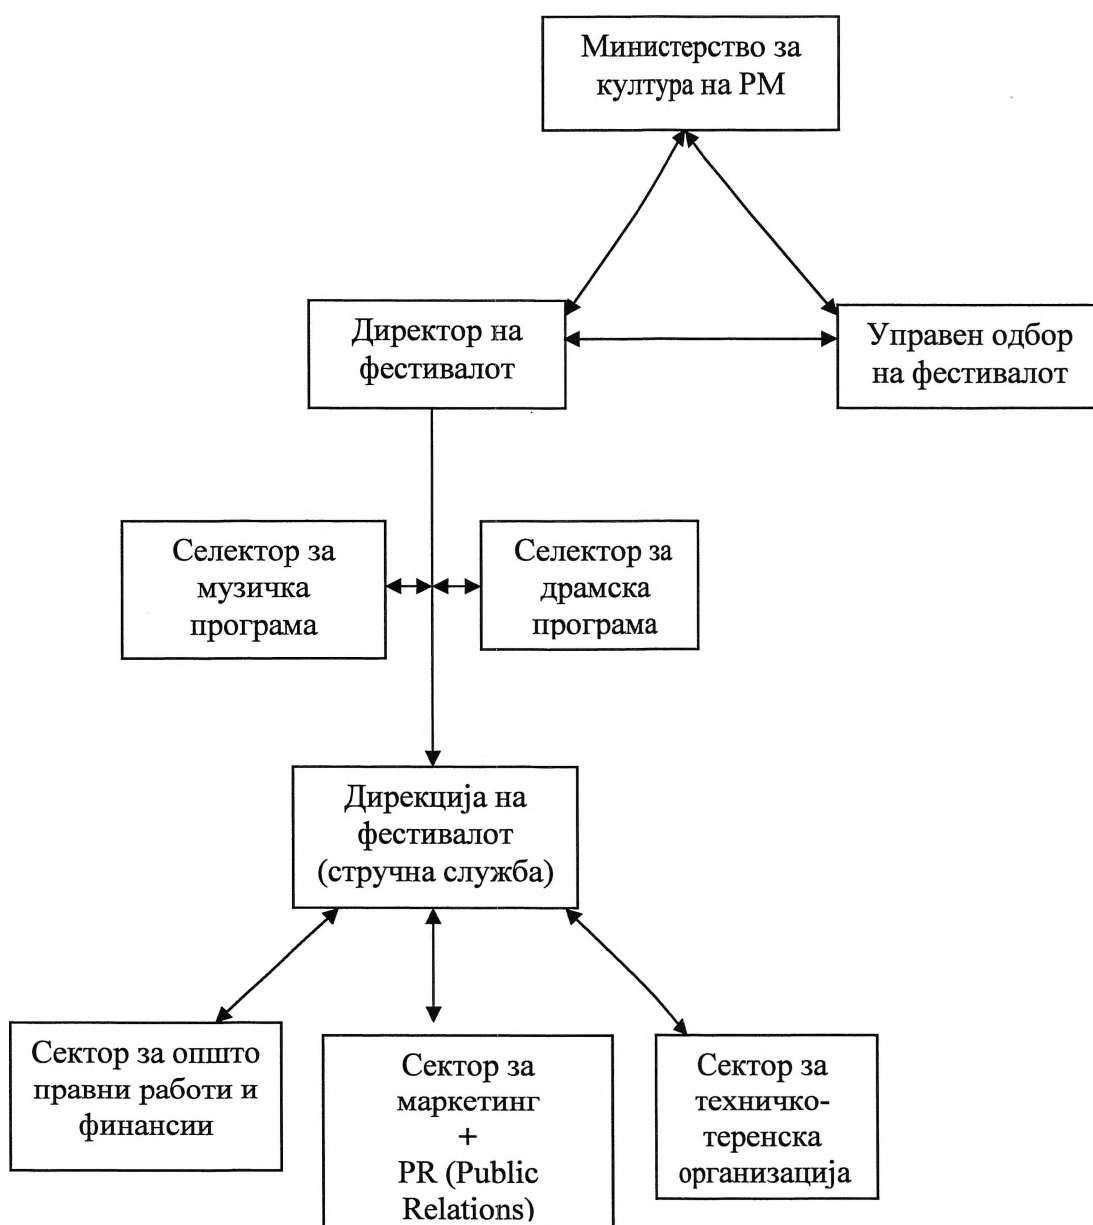 Министерство за
култура на РМ
Директор на
фестивалот
Управен одбор
на фестивалот
Селектор за
музичка
програма
Селектор за
драмска
програма
Дирекција на
фестивалот
(стручна служба)
Сектор за општо
правни работи и
финансии
Сектор за
маркетинг
+
PR (Public
Relations)
Сектор за
техничко-
теренска
организација